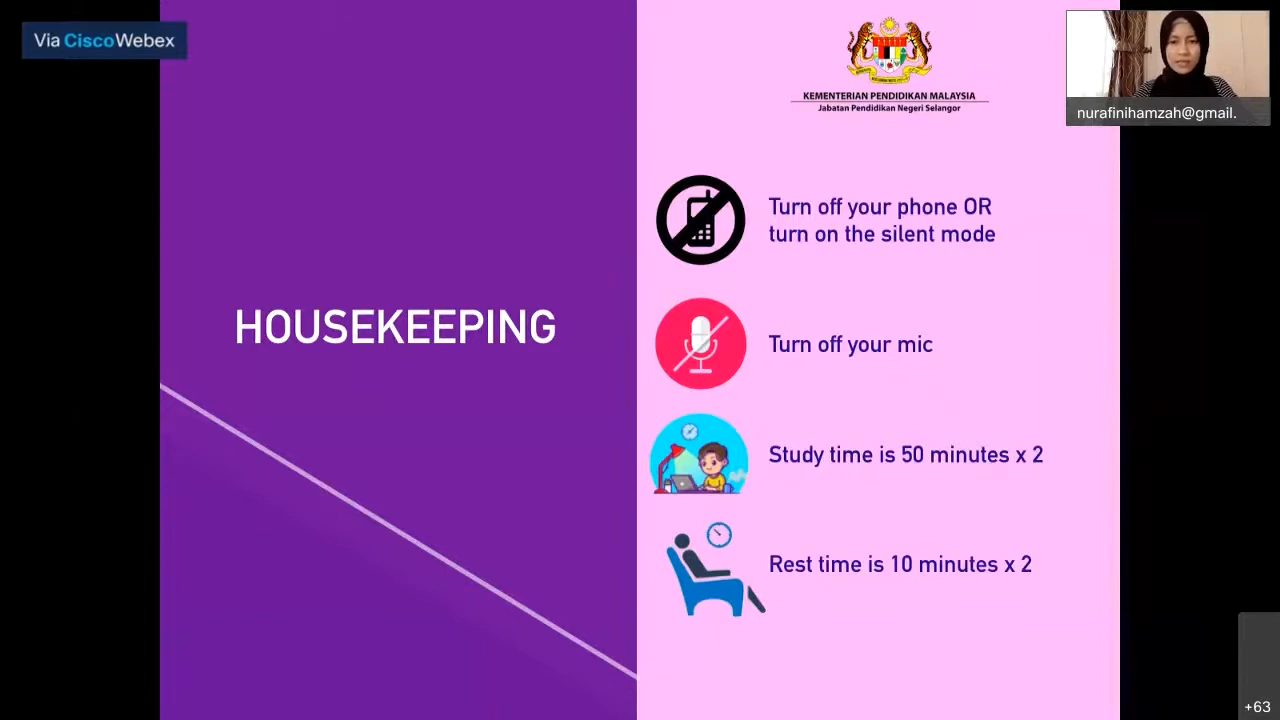 Via CiscoWebex
KEMENTERIAN PENDIDIKAN MALAYSIA
Jabatan Pendidikan Negeri Selangor
nurafinihamzah@gmail.
HOUSEKEEPING
Turn off your phone OR
turn on the silent mode
Turn off your mic
Study time is 50 minutes x 2
Rest time is 10 minutes x 2
+63